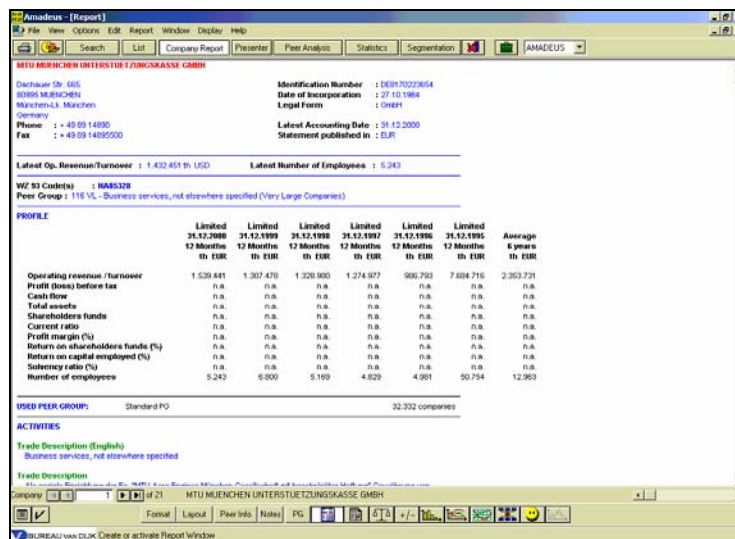 Amadeus - [Report]
File View Options Edit Report Window Display Help
Search List Company Report Presenter Peer Analysis Statistics Segmentation AMADEUS
MTU MUENCHEN UNTERSTUETZUNGSKASSE GMBH
Dachauer Str. 665 Identification Number : DE8170223654
80995 MUENCHEN Date of Incorporation : 27.10.1964
München-Lk. München Legal Form : GmbH
Germany
Phone : + 49 89 14890 Latest Accounting Date : 31.12.2000
Fax : + 49 89 14895500 Statement published in : EUR
Latest Op. Revenue/Turnover : 1.432.451 th USD Latest Number of Employees : 5.243
WZ 93 Code(s) : NA85328
Peer Group : 116 VL - Business services, not elsewhere specified (Very Large Companies)
PROFILE
Limited Limited Limited Limited Limited Limited
31.12.2000 31.12.1999 31.12.1998 31.12.1997 31.12.1996 31.12.1995 Average
12 Months 12 Months 12 Months 12 Months 12 Months 12 Months 6 years
th EUR th EUR th EUR th EUR th EUR th EUR th EUR
Operating revenue / turnover 1.539.441 1.307.478 1.328.980 1.274.977 986.793 7.684.716 2.353.731
Profit (loss) before tax n.a. n.a. n.a. n.a. n.a. n.a. n.a.
Cash flow n.a. n.a. n.a. n.a. n.a. n.a. n.a.
Total assets n.a. n.a. n.a. n.a. n.a. n.a. n.a.
Shareholders funds n.a. n.a. n.a. n.a. n.a. n.a. n.a.
Current ratio n.a. n.a. n.a. n.a. n.a. n.a. n.a.
Profit margin (%) n.a. n.a. n.a. n.a. n.a. n.a. n.a.
Return on shareholders funds (%) n.a. n.a. n.a. n.a. n.a. n.a. n.a.
Return on capital employed (%) n.a. n.a. n.a. n.a. n.a. n.a. n.a.
Solvency ratio (%) n.a. n.a. n.a. n.a. n.a. n.a. n.a.
Number of employees 5.243 6.800 5.169 4.829 4.981 50.754 12.963
USED PEER GROUP: Standard PG 32.332 companies
ACTIVITIES
Trade Description (English)
Business services, not elsewhere specified
Trade Description
Company 1 of 21 MTU MUENCHEN UNTERSTUETZUNGSKASSE GMBH
Format Layout Peer Info Notes PG +/-
BUREAU VAN DIJK Create or activate Report Window